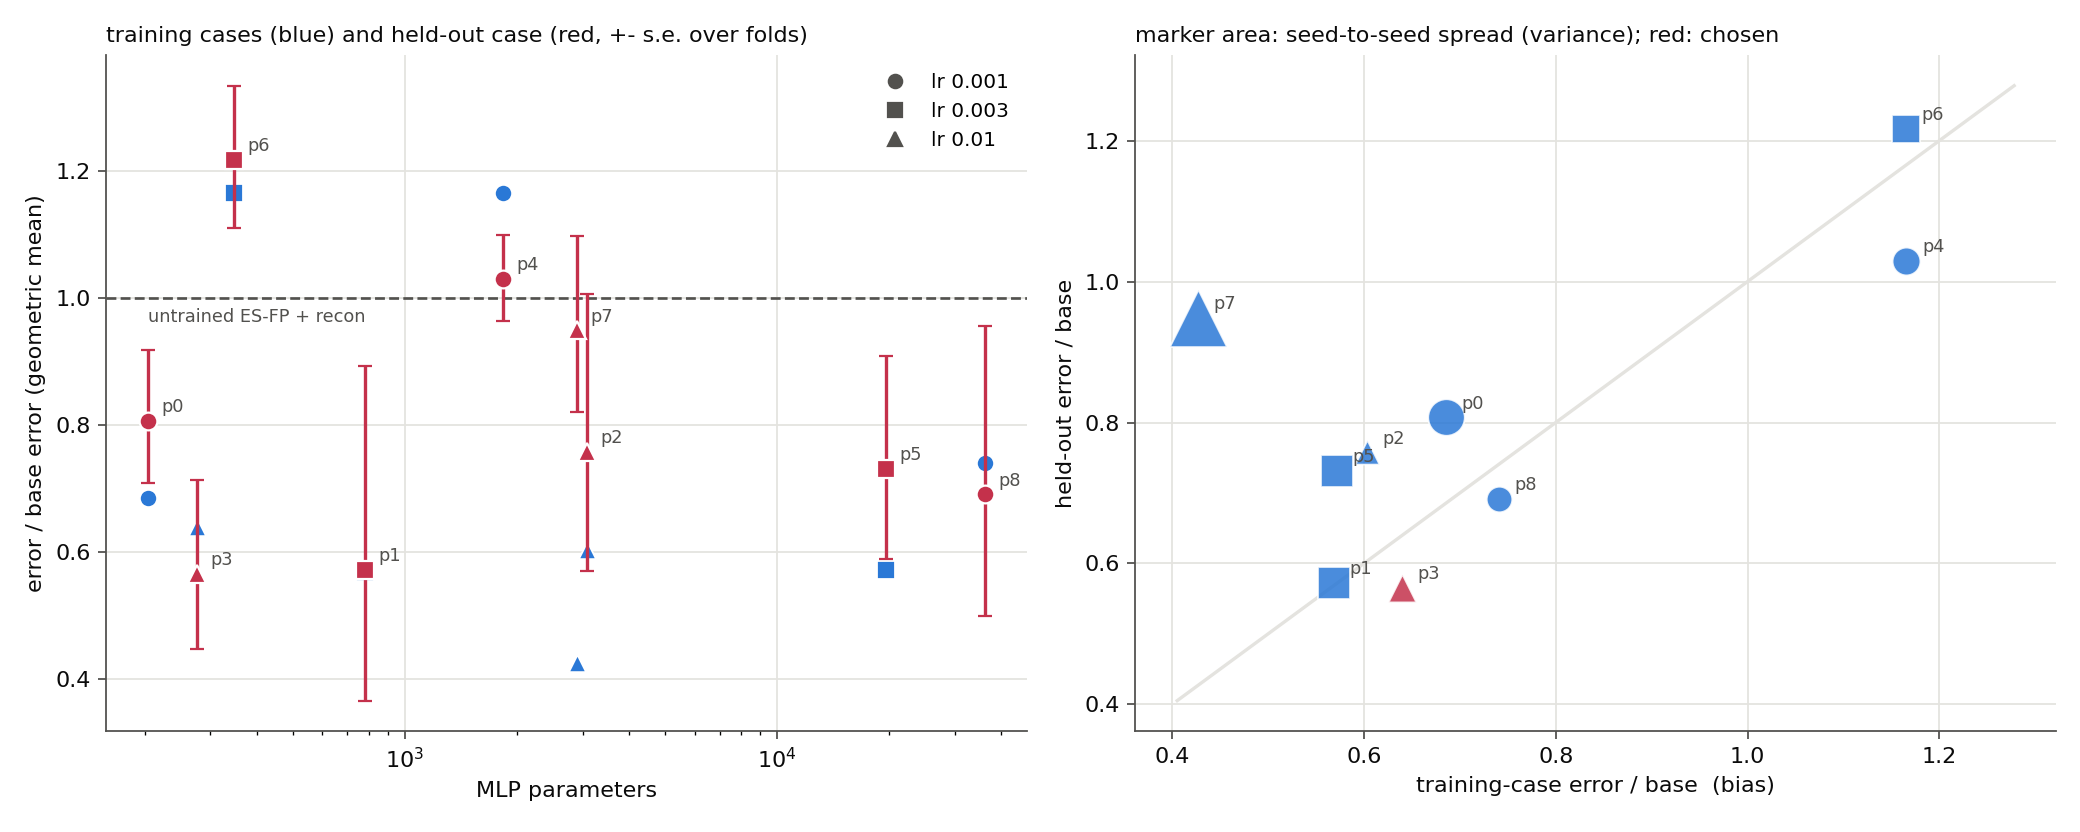 training cases (blue) and held-out case (red, +- s.e. over folds)
error / base error (geometric mean)
1.2
1.0
0.8
0.6
0.4
lr 0.001
lr 0.003
lr 0.01
p6
p4
untrained ES-FP + recon
p7
p0
p2
p5
p8
p3
p1
10³
10⁴
MLP parameters
marker area: seed-to-seed spread (variance); red: chosen
held-out error / base
1.2
1.0
0.8
0.6
0.4
p6
p4
p7
p0
p2
p5
p8
p1
p3
0.4
0.6
0.8
1.0
1.2
training-case error / base (bias)